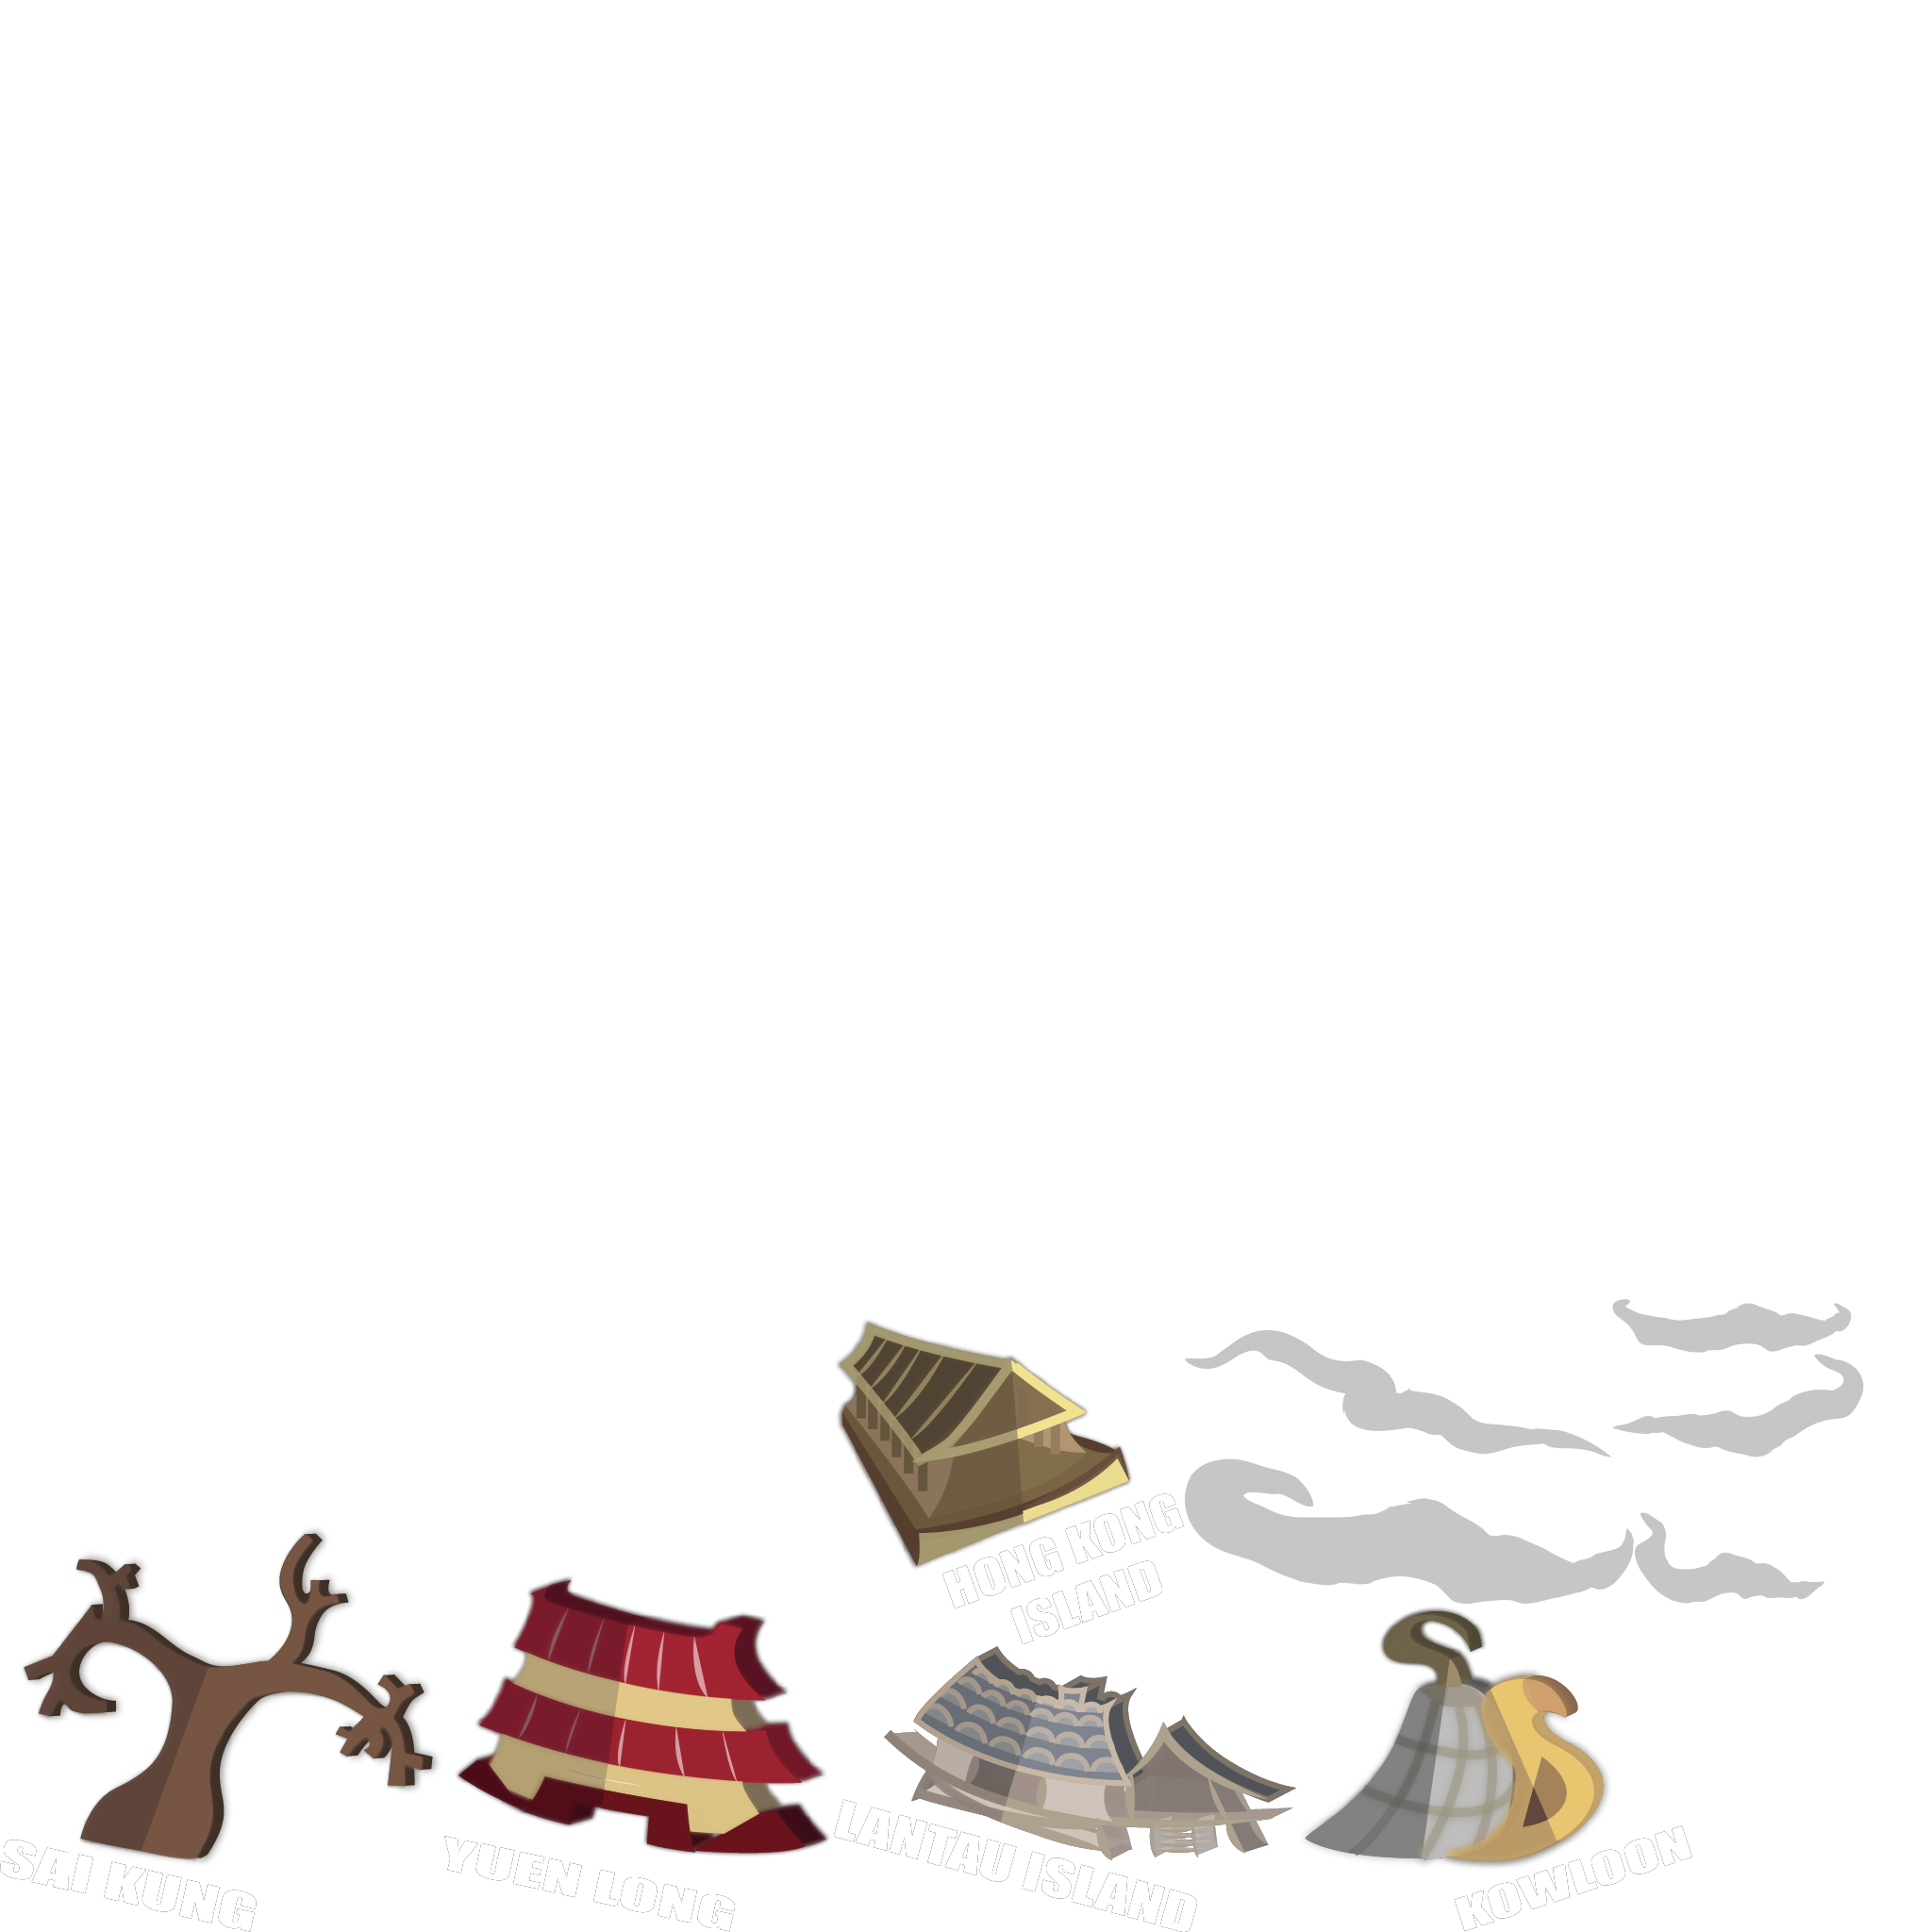 HONG KONG
ISLAND
SAI KUNG
YUEN LONG
LANTAU ISLAND
KOWLOON